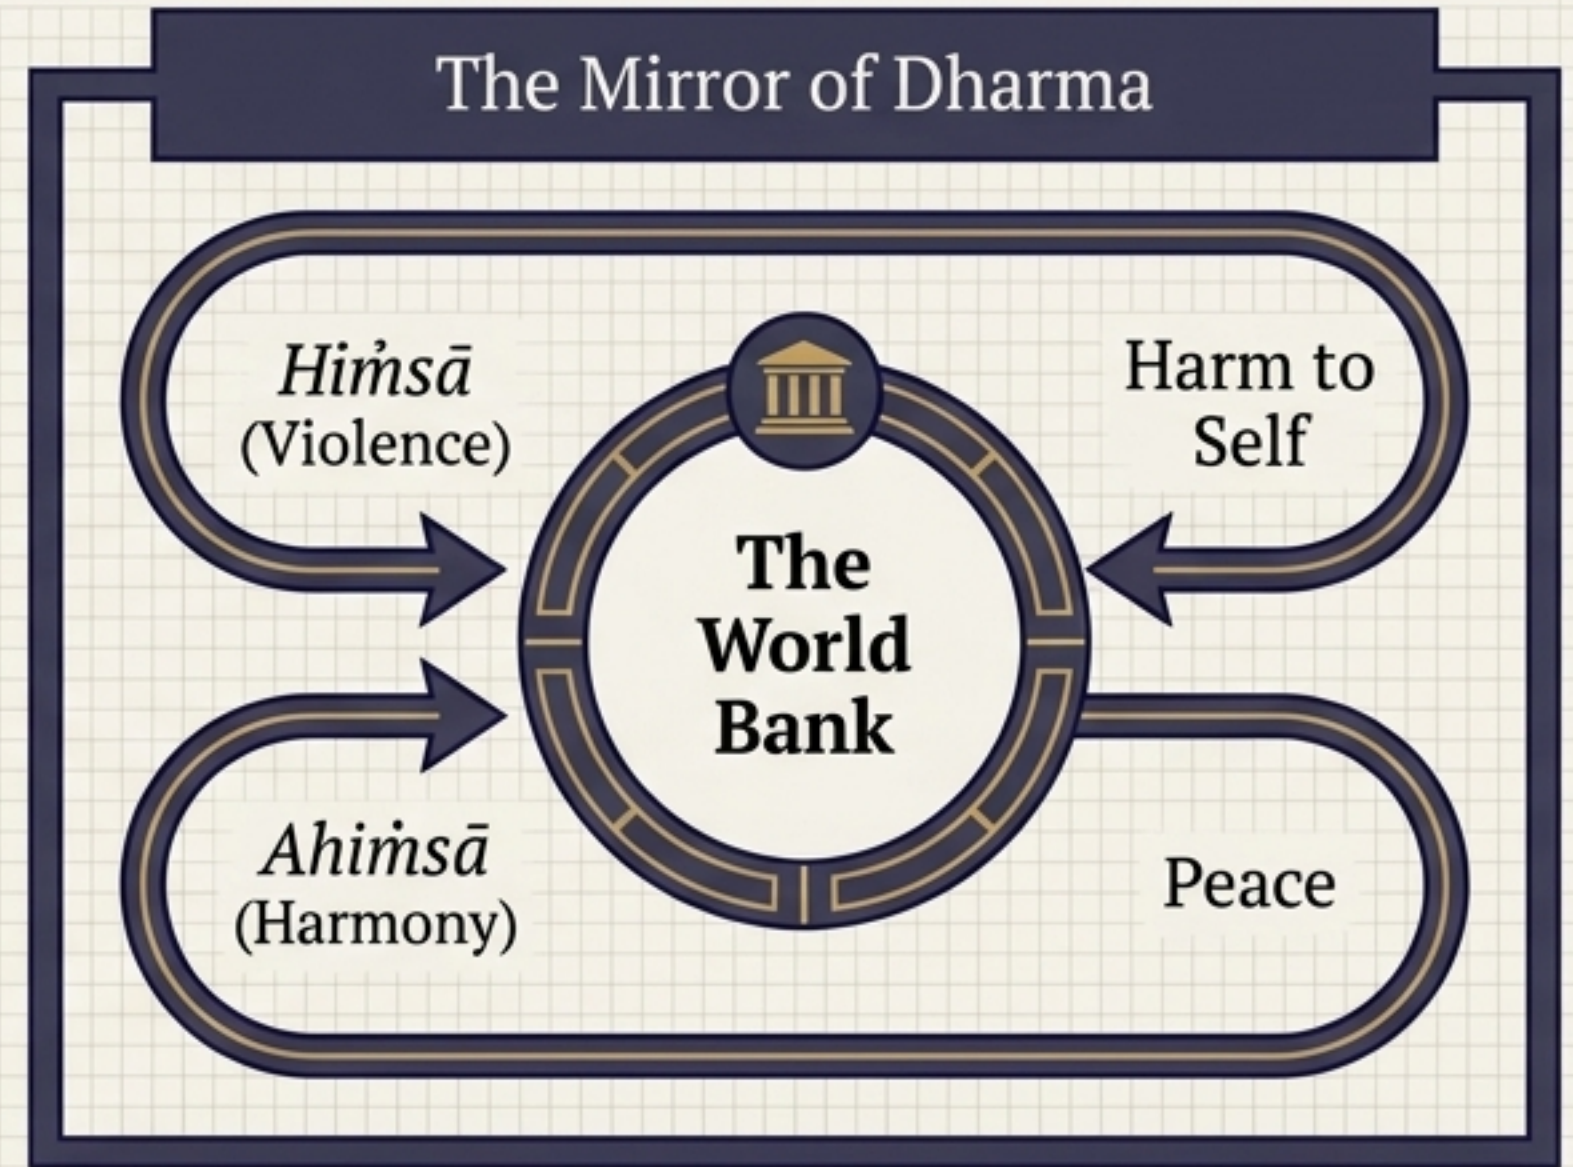 The Mirror of Dharma
Hiṁsā
(Violence)
Harm to
Self
The
World
Bank
Ahiṁsā
(Harmony)
Peace